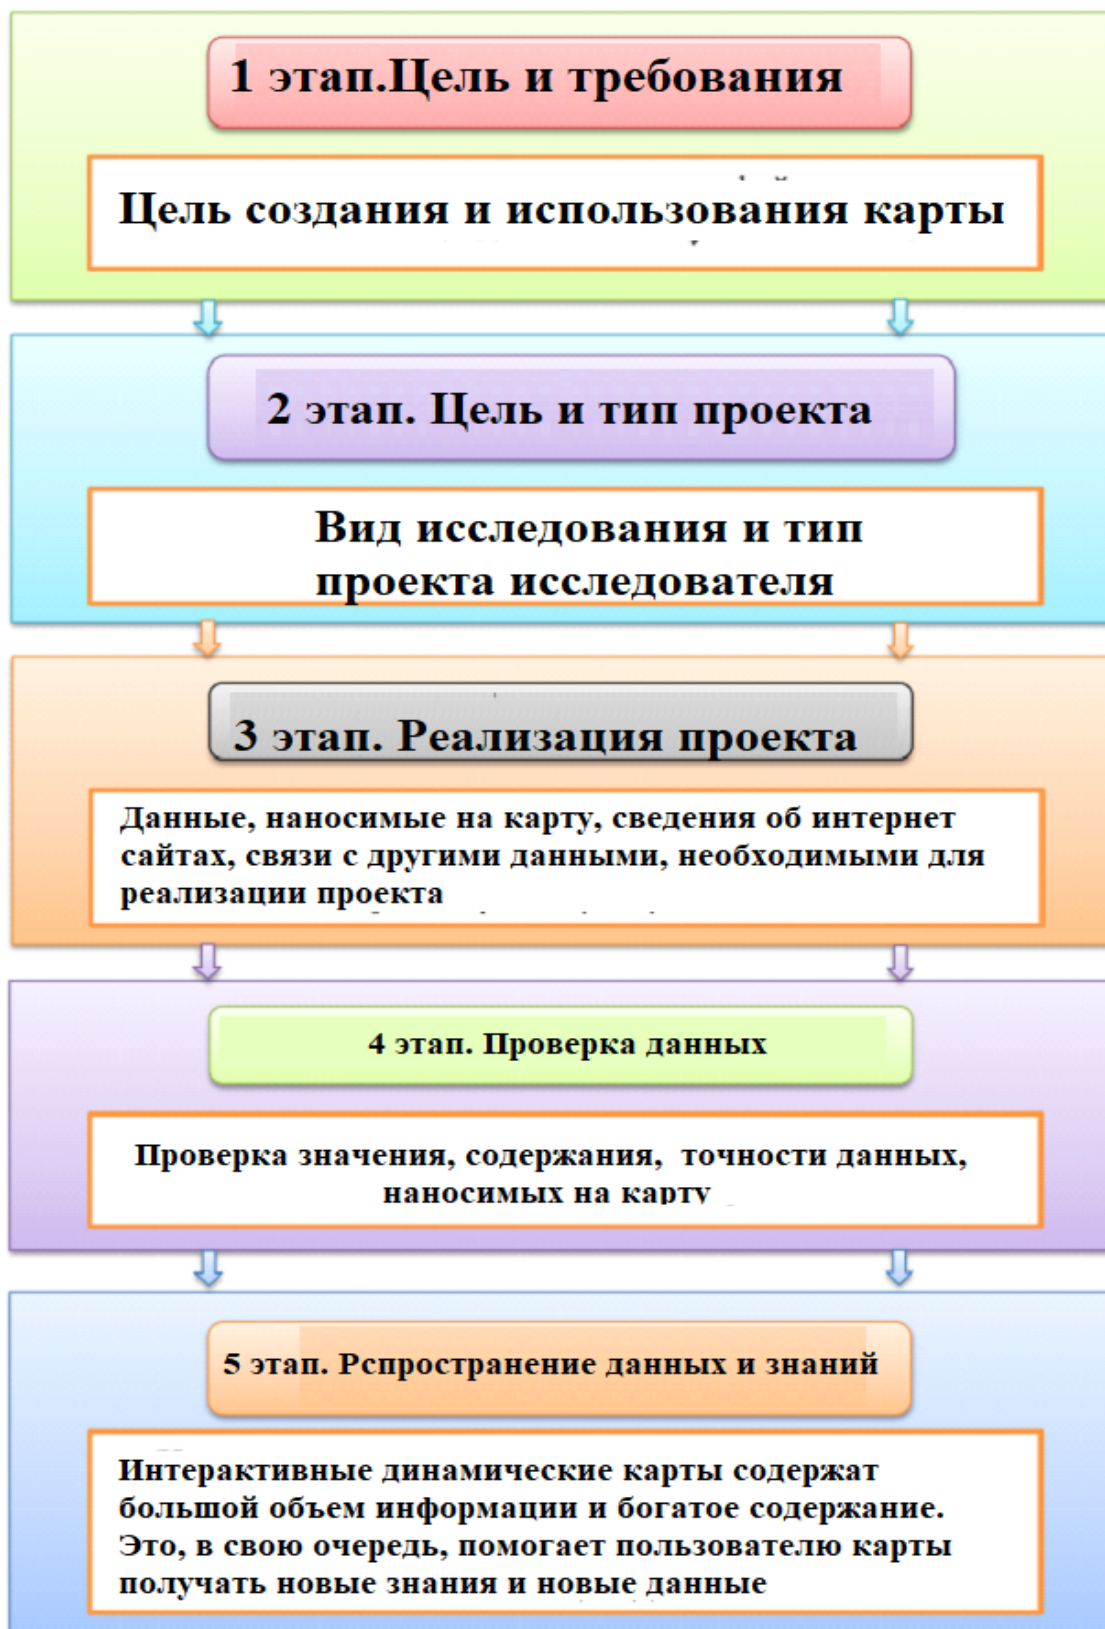 1 этап.Цель и требования
Цель создания и использования карты
2 этап. Цель и тип проекта
Вид исследования и тип
проекта исследователя
3 этап. Реализация проекта
Данные, наносимые на карту, сведения об интернет
сайтах, связи с другими данными, необходимыми для
реализации проекта
4 этап. Проверка данных
Проверка значения, содержания, точности данных,
наносимых на карту
5 этап. Рспространение данных и знаний
Интерактивные динамические карты содержат
большой объем информации и богатое содержание.
Это, в свою очередь, помогает пользователю карты
получать новые знания и новые данные